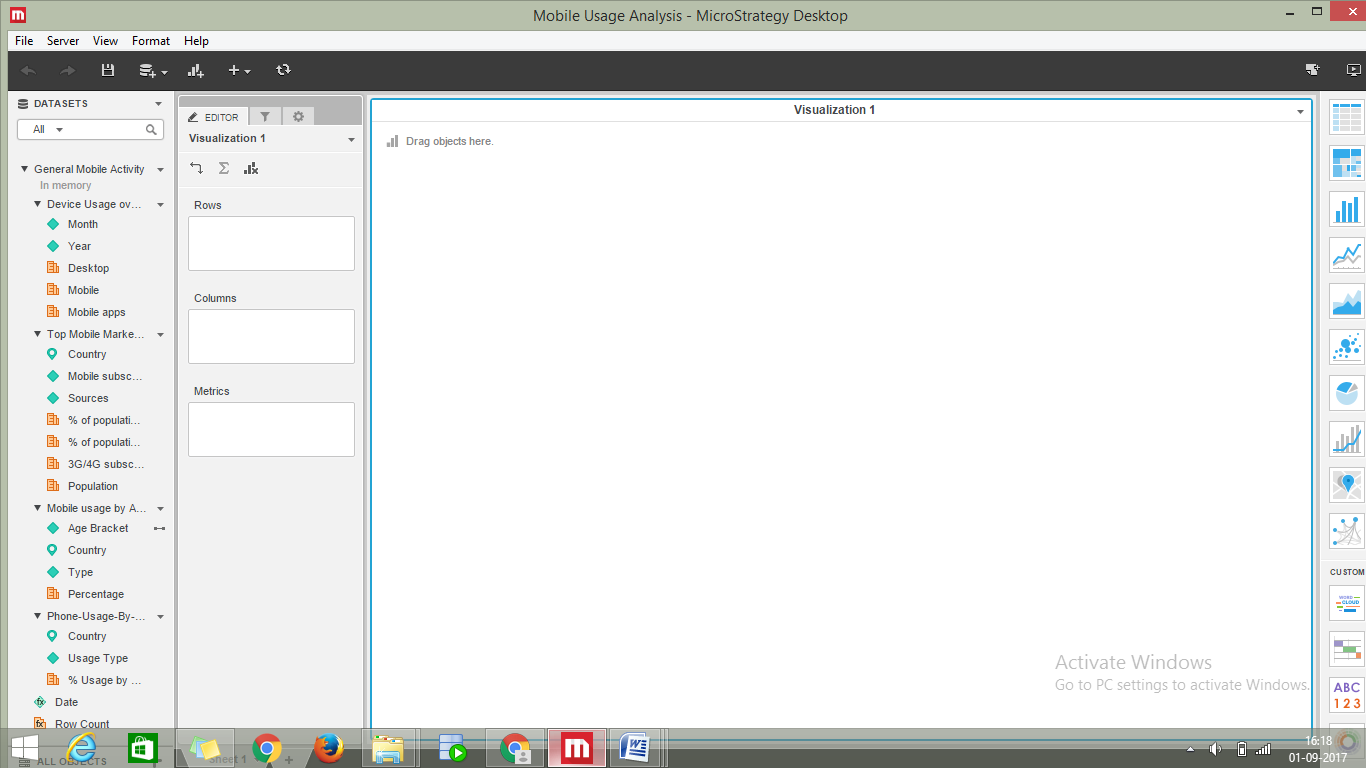 Mobile Usage Analysis - MicroStrategy Desktop
File Server View Format Help
DATASETS
All
General Mobile Activity
In memory
Device Usage ov...
Month
Year
Desktop
Mobile
Mobile apps
Top Mobile Marke...
Country
Mobile subsc...
Sources
% of populati...
% of populati...
3G/4G subsc...
Population
Mobile usage by A...
Age Bracket
Country
Type
Percentage
Phone-Usage-By-...
Country
Usage Type
% Usage by ...
Date
Row Count
ALL OBJECTS
EDITOR
Visualization 1
Rows
Columns
Metrics
Sheet 1
Visualization 1
Drag objects here.
CUSTOM
WORD
CLOUD
ABC
123
Activate Windows
Go to PC settings to activate Windows.
16:18
01-09-2017